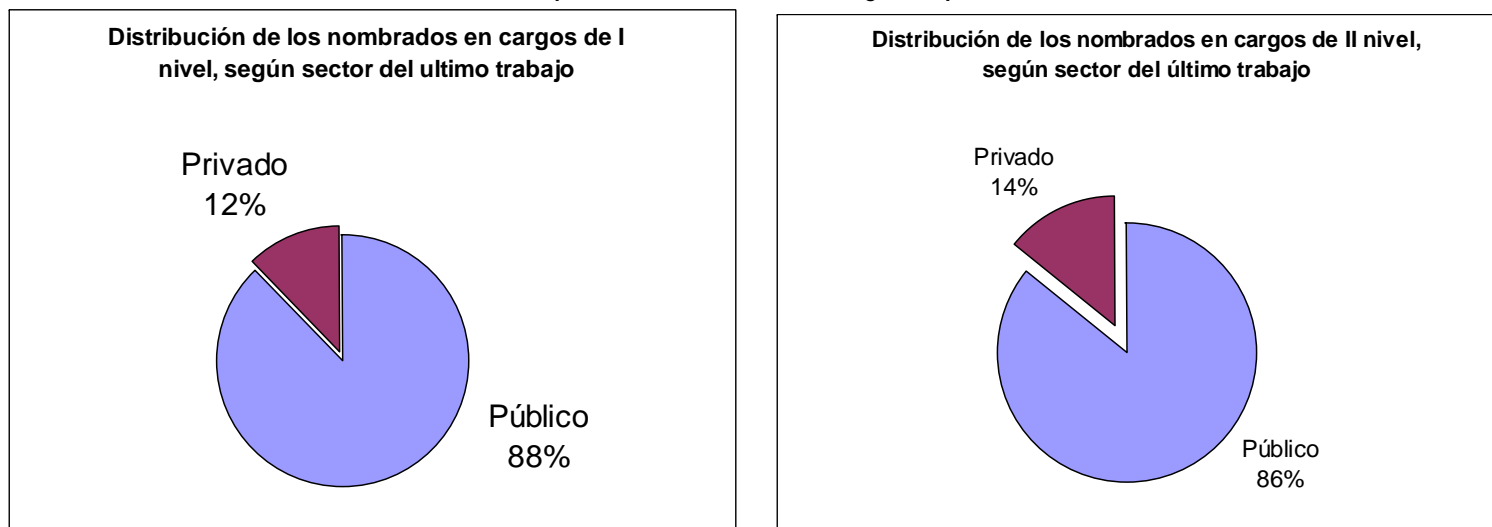 Distribución de los nombrados en cargos de I
nivel, según sector del ultimo trabajo
Privado
12%
Público
88%
Distribución de los nombrados en cargos de II nivel,
según sector del último trabajo
Privado
14%
Público
86%